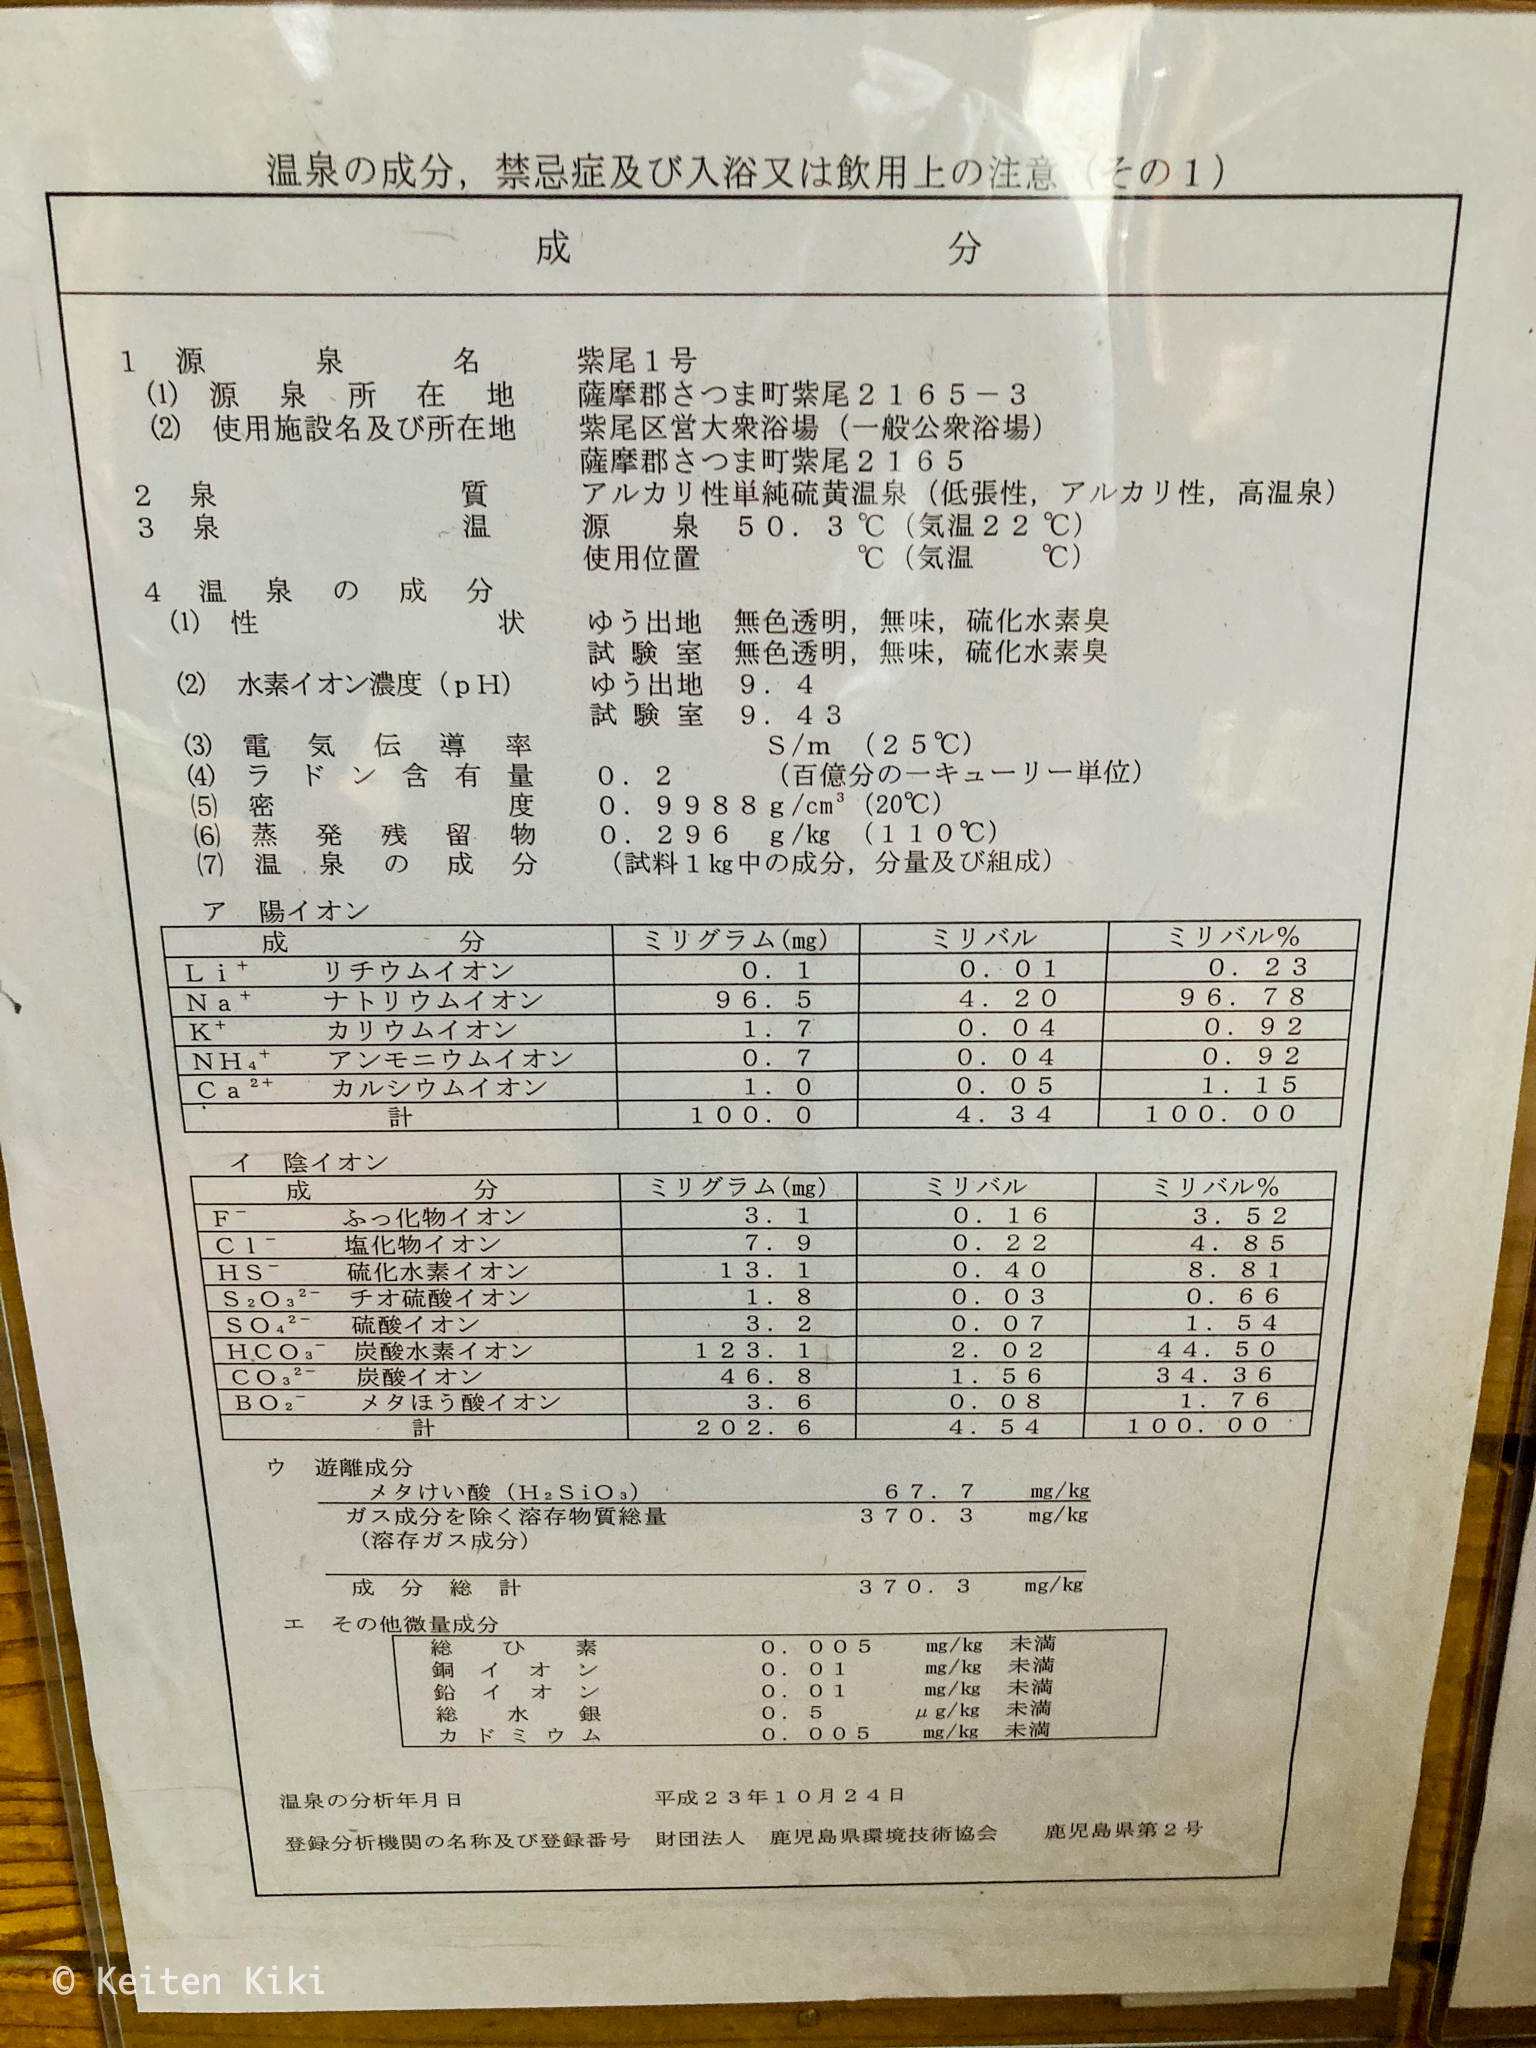 温泉の成分，禁忌症及び入浴又は飲用上の注意（その１）
成　　分
１　源泉名　紫尾１号
⑴　源泉所在地　薩摩郡さつま町紫尾２１６５－３
⑵　使用施設名及び所在地　紫尾区営大衆浴場（一般公衆浴場）
薩摩郡さつま町紫尾２１６５
２　泉質　アルカリ性単純硫黄温泉（低張性，アルカリ性，高温泉）
３　泉温　源　泉　５０．３℃（気温２２℃）
使用位置　℃（気温　℃）
４　温泉の成分
⑴　性状　ゆう出地　無色透明，無味，硫化水素臭
試験室　無色透明，無味，硫化水素臭
⑵　水素イオン濃度（ｐＨ）　ゆう出地　９．４
試験室　９．４３
⑶　電気伝導率　Ｓ/ｍ　（２５℃）
⑷　ラドン含有量　０．２　（百億分の一キューリー単位）
⑸　密度　０．９９８８ｇ/㎝³（20℃）
⑹　蒸発残留物　０．２９６　ｇ/㎏　（１１０℃）
⑺　温泉の成分　（試料１㎏中の成分，分量及び組成）
ア　陽イオン
成　分　ミリグラム(㎎)　ミリバル　ミリバル％
Ｌｉ⁺　リチウムイオン　０．１　０．０１　０．２３
Ｎａ⁺　ナトリウムイオン　９６．５　４．２０　９６．７８
Ｋ⁺　カリウムイオン　１．７　０．０４　０．９２
ＮＨ₄⁺　アンモニウムイオン　０．７　０．０４　０．９２
Ｃａ²⁺　カルシウムイオン　１．０　０．０５　１．１５
計　１００．０　４．３４　１００．００
イ　陰イオン
成　分　ミリグラム(㎎)　ミリバル　ミリバル％
Ｆ⁻　ふっ化物イオン　３．１　０．１６　３．５２
Ｃｌ⁻　塩化物イオン　７．９　０．２２　４．８５
ＨＳ⁻　硫化水素イオン　１３．１　０．４０　８．８１
Ｓ₂Ｏ₃²⁻　チオ硫酸イオン　１．８　０．０３　０．６６
ＳＯ₄²⁻　硫酸イオン　３．２　０．０７　１．５４
ＨＣＯ₃⁻　炭酸水素イオン　１２３．１　２．０２　４４．５０
ＣＯ₃²⁻　炭酸イオン　４６．８　１．５６　３４．３６
ＢＯ₂⁻　メタほう酸イオン　３．６　０．０８　１．７６
計　２０２．６　４．５４　１００．００
ウ　遊離成分
メタけい酸（Ｈ₂ＳｉＯ₃）　６７．７　㎎/㎏
ガス成分を除く溶存物質総量　３７０．３　㎎/㎏
（溶存ガス成分）
成分総計　３７０．３　㎎/㎏
エ　その他微量成分
総ひ素　０．００５　㎎/㎏　未満
銅イオン　０．０１　㎎/㎏　未満
鉛イオン　０．０１　㎎/㎏　未満
総水銀　０．５　μｇ/㎏　未満
カドミウム　０．００５　㎎/㎏　未満
温泉の分析年月日　平成２３年１０月２４日
登録分析機関の名称及び登録番号　財団法人　鹿児島県環境技術協会　鹿児島県第２号
© Keiten Kiki